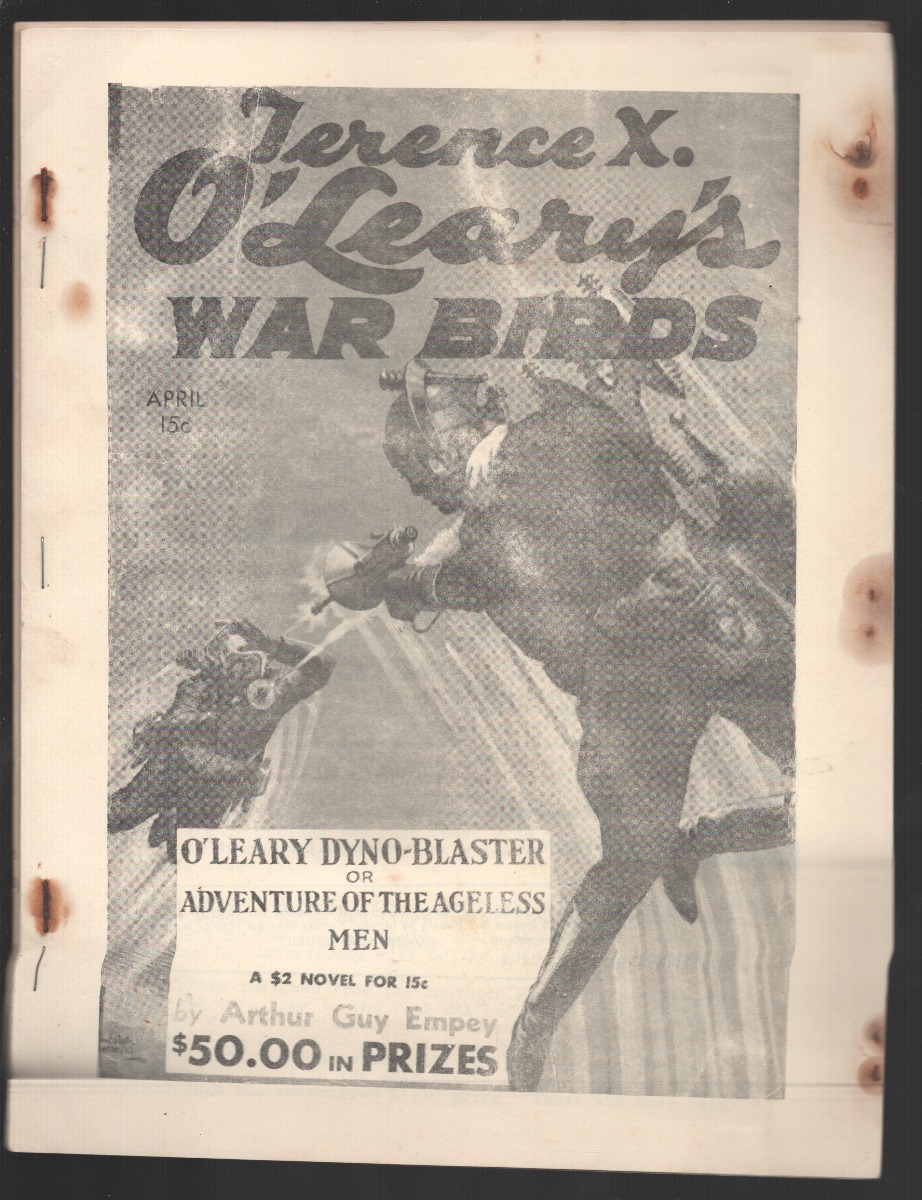 Terence X.
O'Leary's
WAR BIRDS
APRIL
15c
O'LEARY DYNO-BLASTER
OR
ADVENTURE OF THE AGELESS
MEN
A $2 NOVEL FOR 15c
by Arthur Guy Empey
$50.00 IN PRIZES